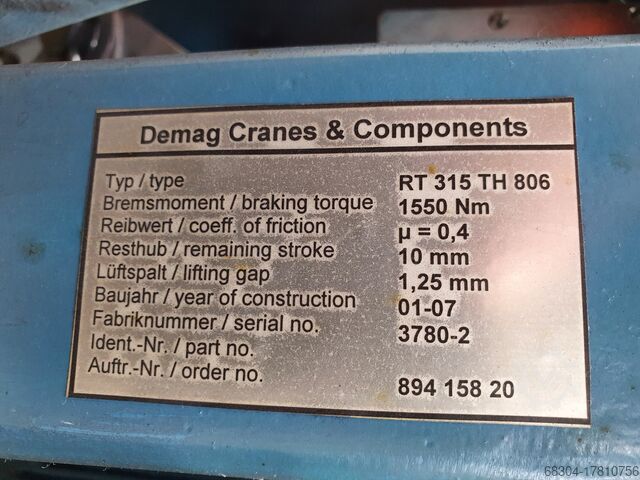 Demag Cranes & Components
Typ / type RT 315 TH 806
Bremsmoment / braking torque 1550 Nm
Reibwert / coeff. of friction µ = 0,4
Resthub / remaining stroke 10 mm
Lüftspalt / lifting gap 1,25 mm
Baujahr / year of construction 01-07
Fabriknummer / serial no. 3780-2
Ident.-Nr. / part no.
Auftr.-Nr. / order no. 894 158 20
68304-17810756